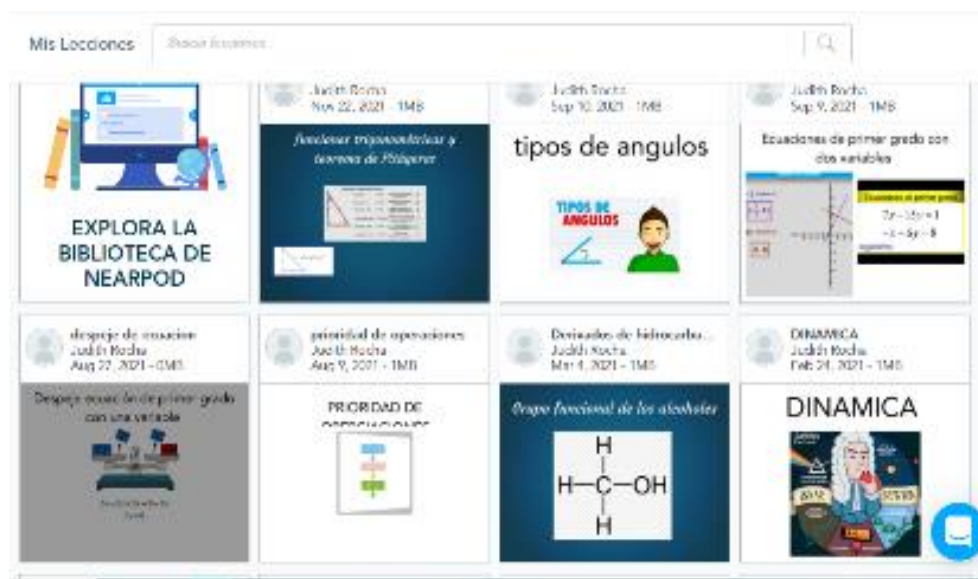 Mis Lecciones
Buscar lecciones
Judith Rocha
Nov 22, 2021 - 1MB
Judith Rocha
Sep 10, 2021 - 1MB
Judith Rocha
Sep 9, 2021 - 1MB
EXPLORA LA
BIBLIOTECA DE
NEARPOD
funciones trigonométricas y
teorema de Pitágoras
tipos de angulos
TIPOS DE
ANGULOS
Ecuaciones de primer grado con
dos variables
despeje de ecuacion
Judith Rocha
Aug 27, 2021 - 0MB
prioridad de operaciones
Judith Rocha
Aug 9, 2021 - 1MB
Derivados de hidrocarbu...
Judith Rocha
Mar 4, 2021 - 1MB
DINAMICA
Judith Rocha
Feb 24, 2021 - 1MB
Despeje ecuación de primer grado
con una variable
PRIORIDAD DE
OPERACIONES
Grupo funcional de los alcoholes
H
H-C-OH
H
DINAMICA